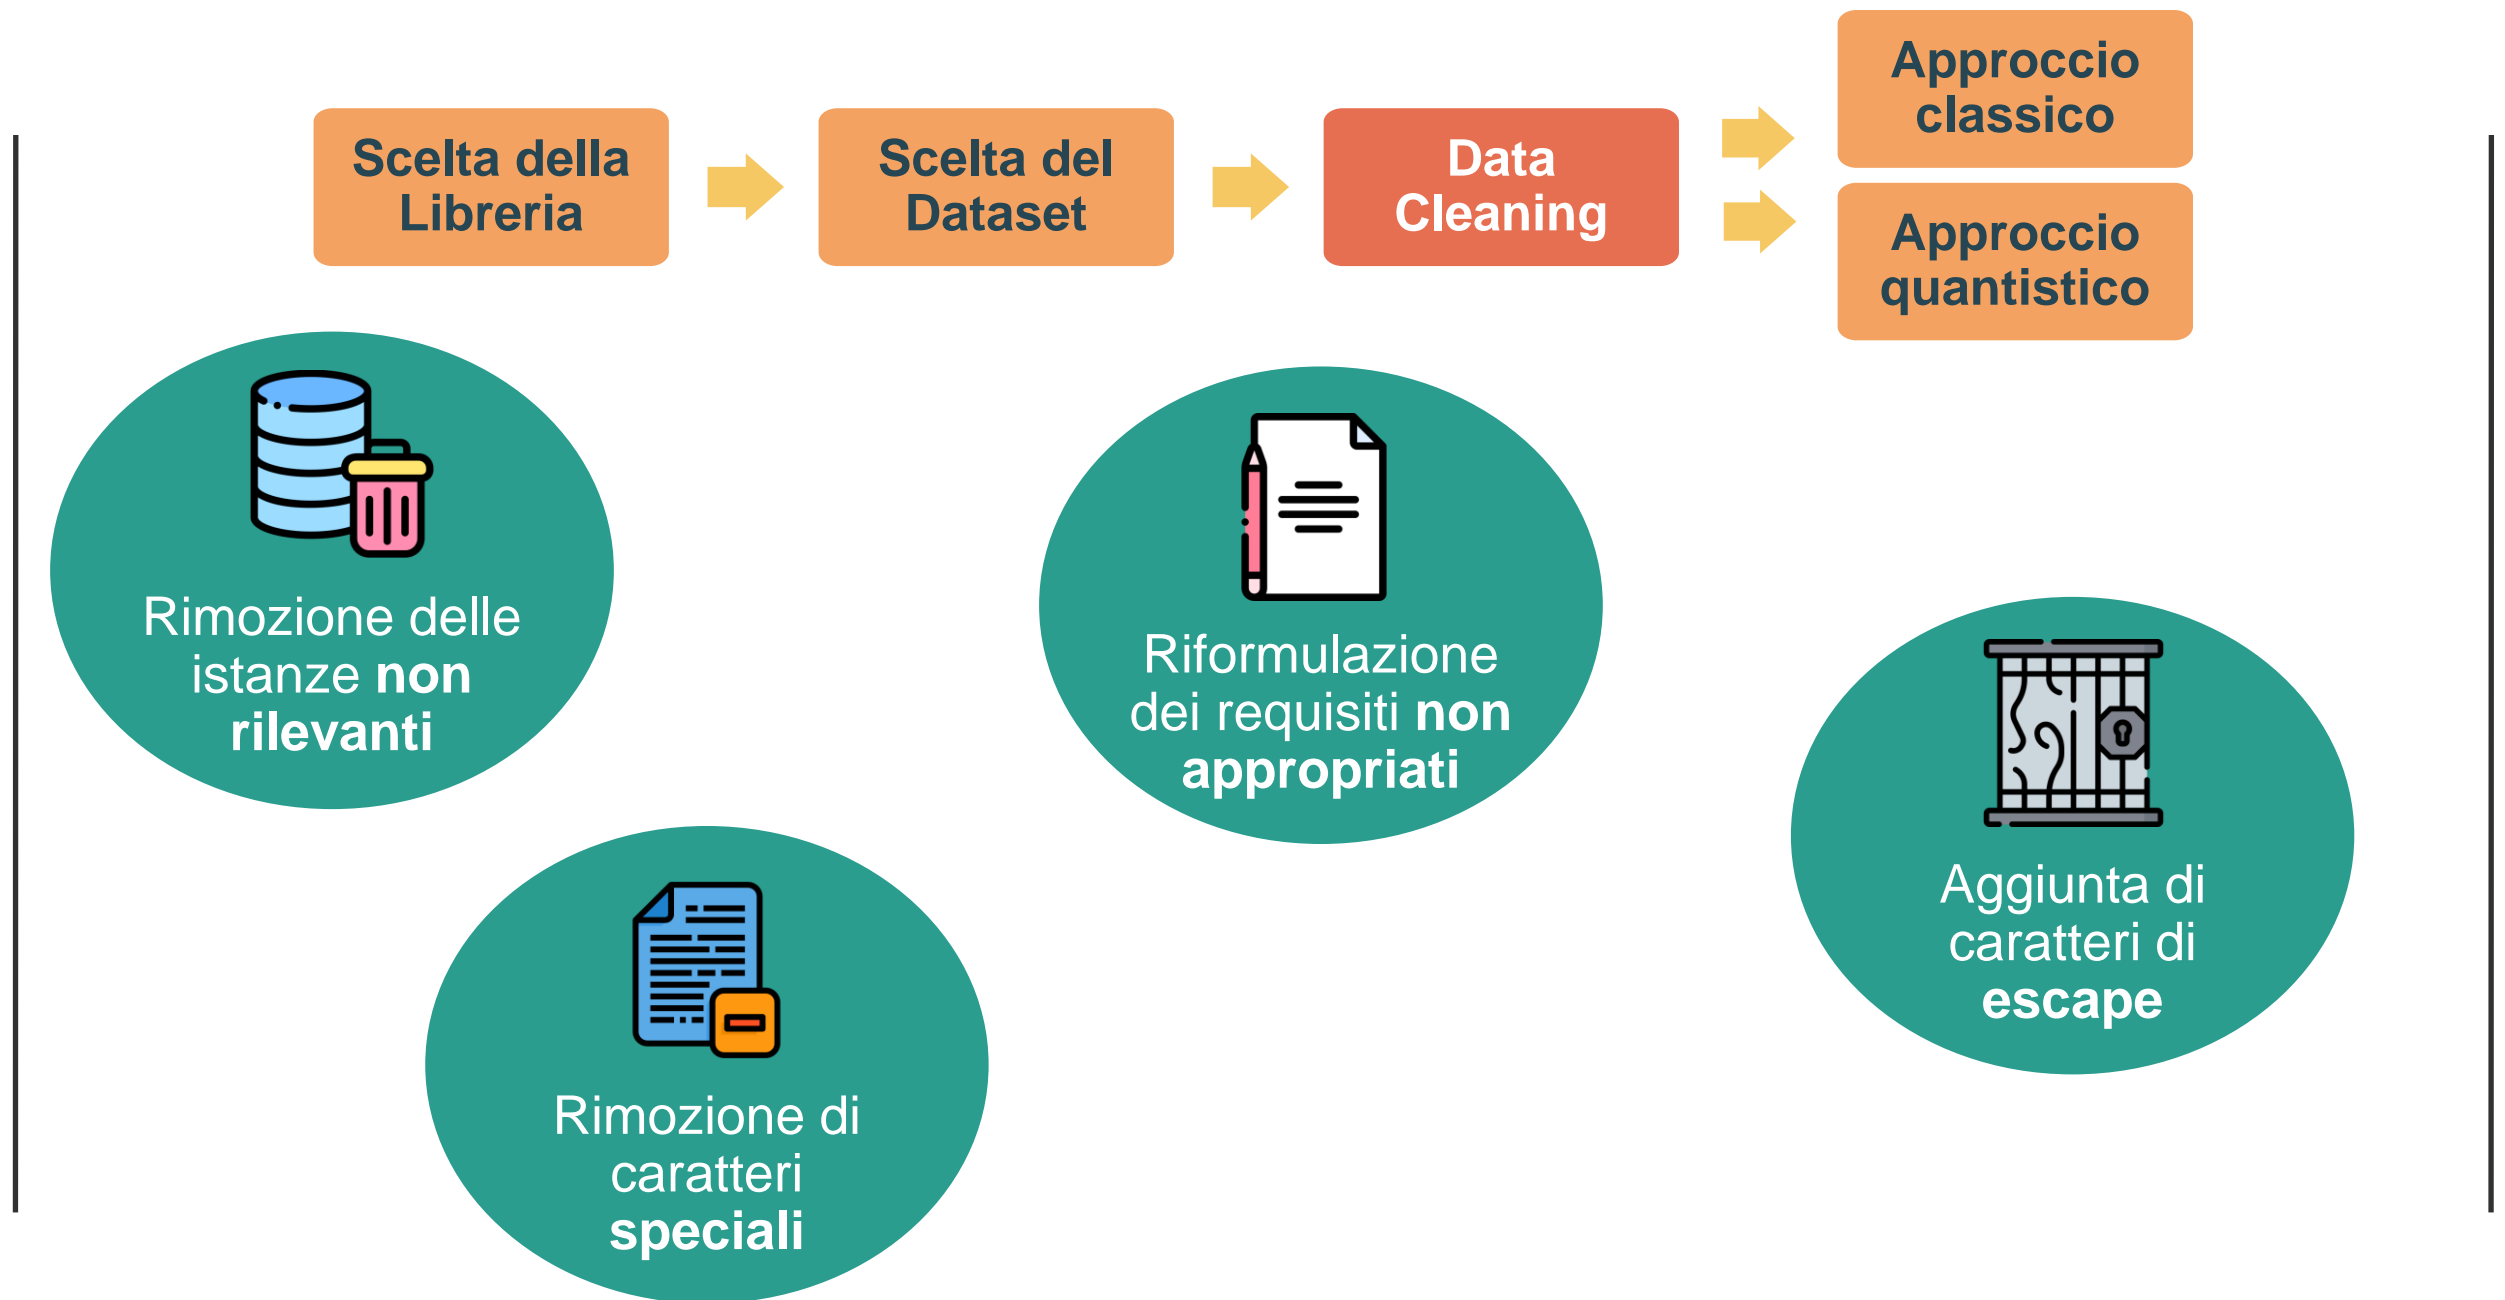 Scelta della
Libreria
Scelta del
Dataset
Data
Cleaning
Approccio
classico
Approccio
quantistico
Rimozione delle
istanze non
rilevanti
Riformulazione
dei requisiti non
appropriati
Aggiunta di
caratteri di
escape
Rimozione di
caratteri
speciali